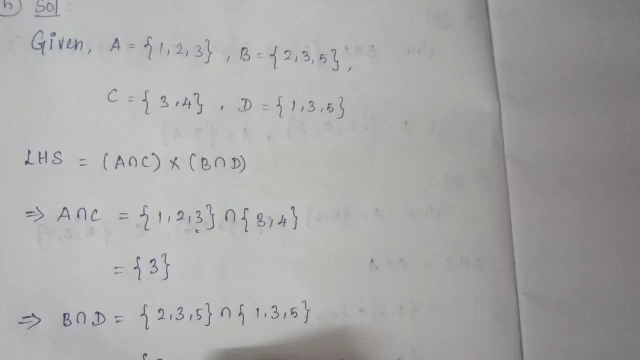 h) Sol:
Given, A = {1,2,3}, B = {2,3,5},
C = {3,4}, D = {1,3,5}
LHS = (A∩C) × (B∩D)
⇒ A∩C = {1,2,3} ∩ {3,4}
= {3}
⇒ B∩D = {2,3,5} ∩ {1,3,5}